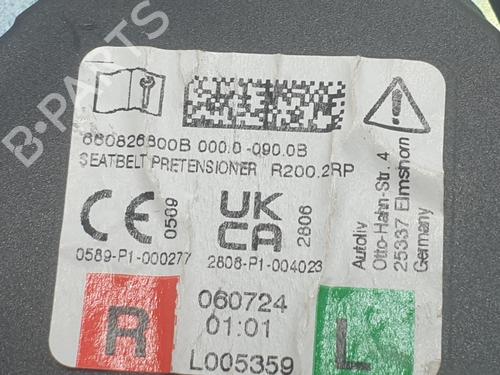 660826800B 000.0-090.0B
SEATBELT PRETENSIONER R200.2RP
CE 0589
UK
CA 2806
0589-P1-000277
2806-P1-004023
Autoliv
Otto-Hahn-Str. 4
25337 Elmshorn
Germany
R
060724
01:01
L005359
L
B-PARTS